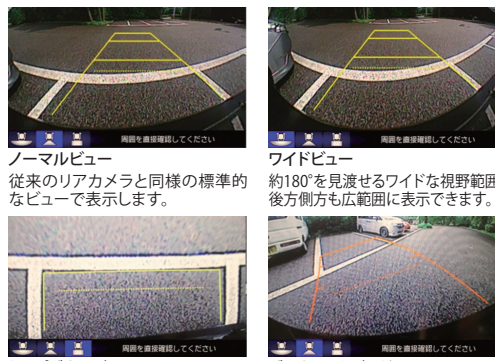 周囲を直接確認してください
周囲を直接確認してください
ノーマルビュー
従来のリアカメラと同様の標準的
なビューで表示します。
ワイドビュー
約180°を見渡せるワイドな視野範囲
後方側方も広範囲に表示できます。
周囲を直接確認してください
周囲を直接確認してください